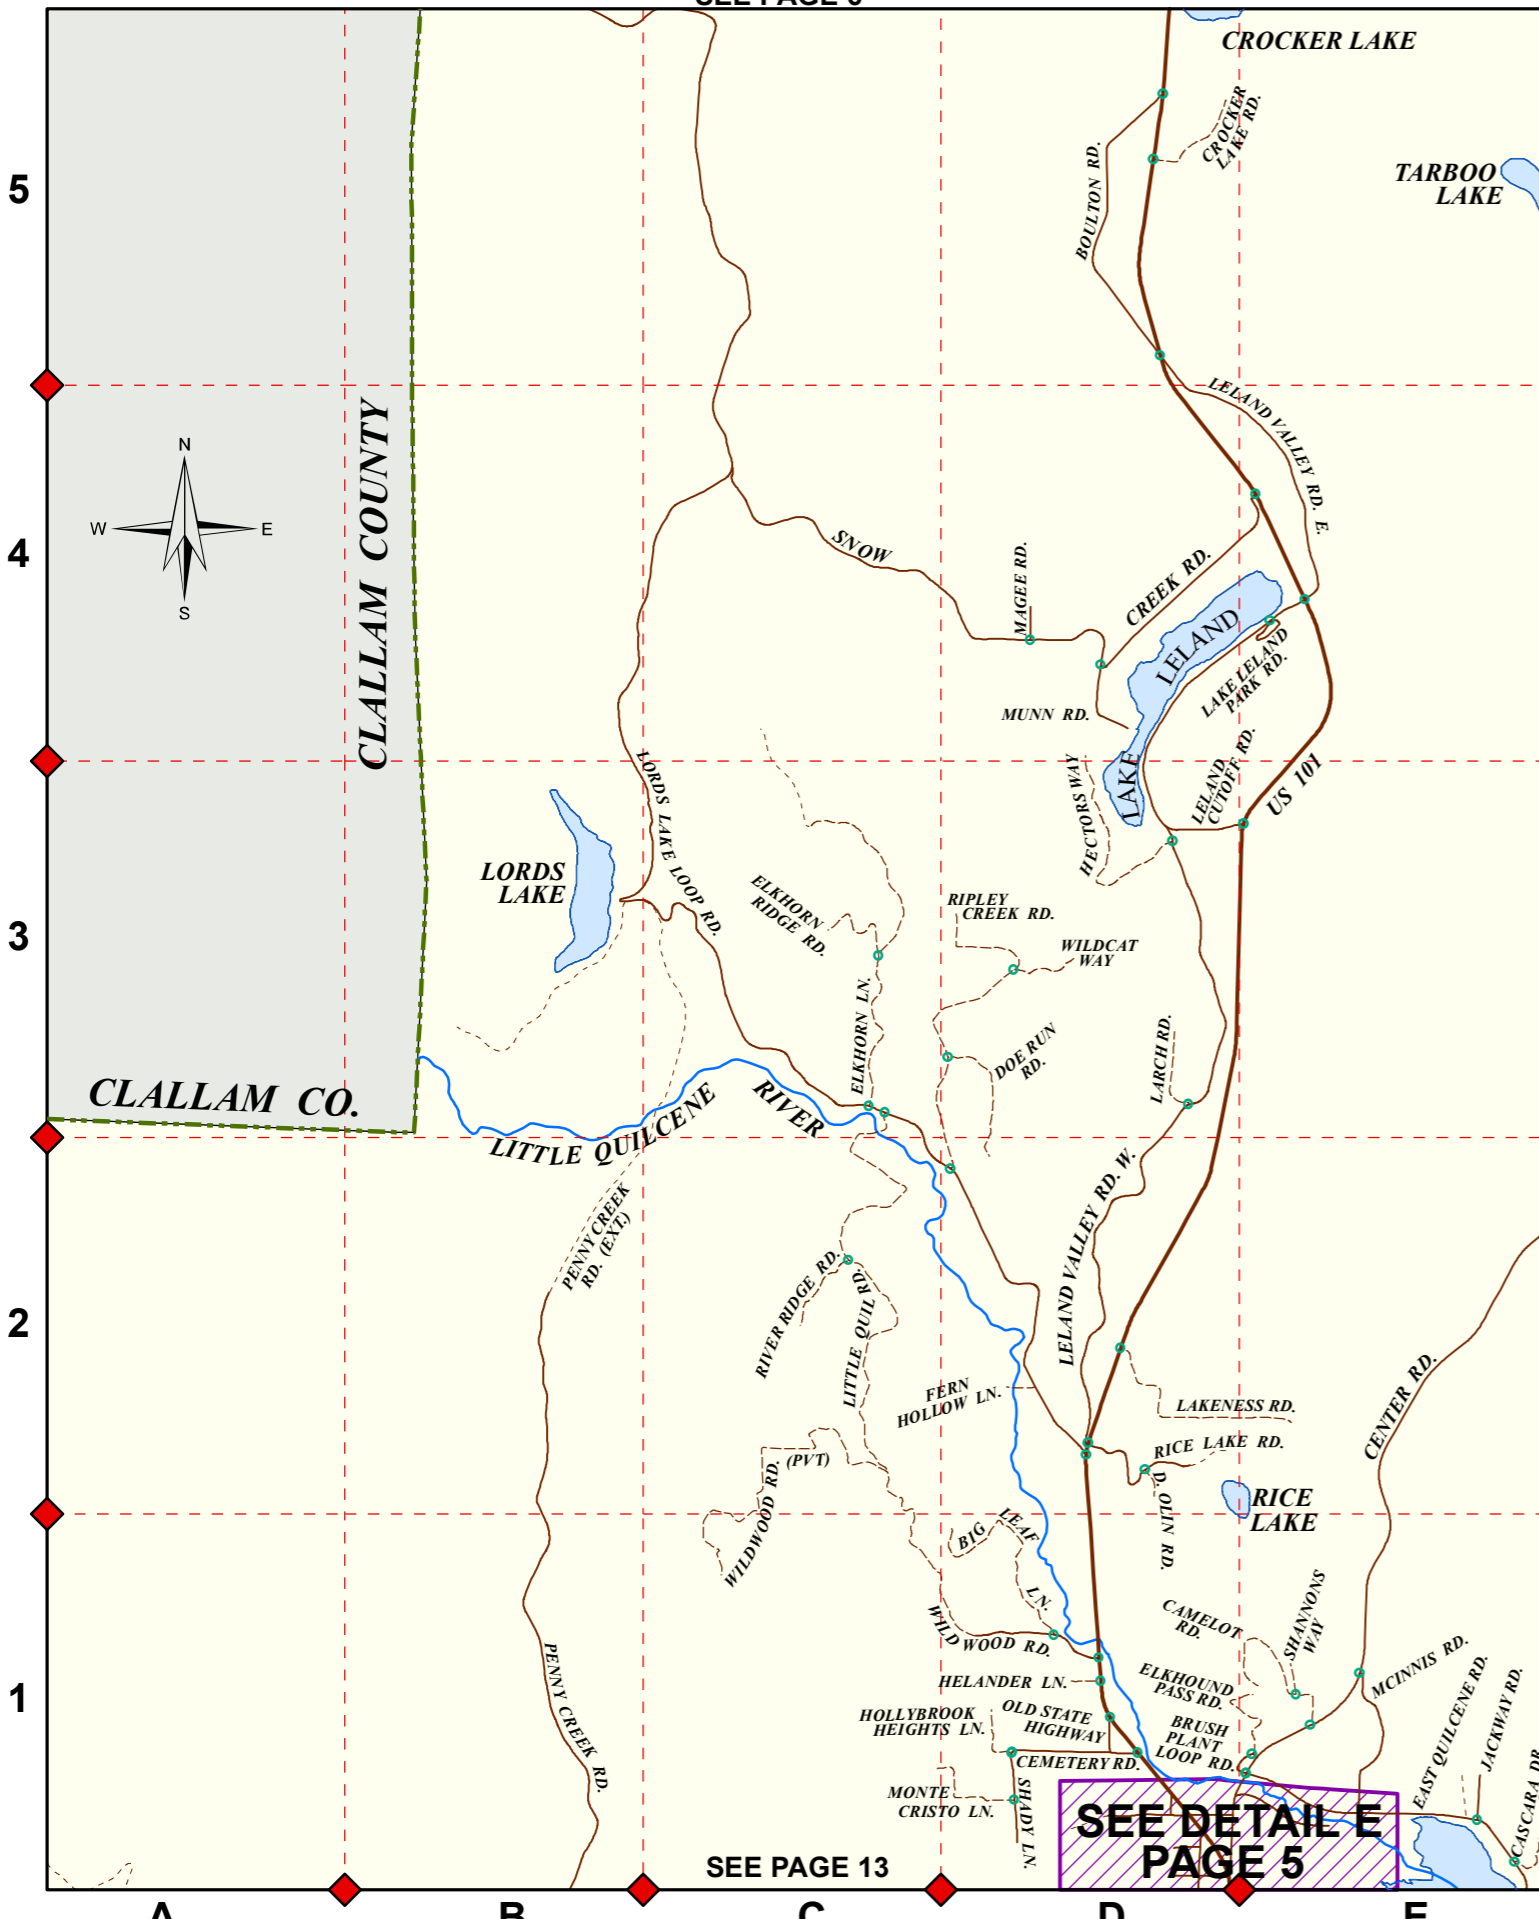 SEE PAGE 6
CROCKER LAKE
CROCKER
LAKE RD.
TARBOO
LAKE
BOULTON RD.
5
LELAND VALLEY RD. E.
CLALLAM COUNTY
N
W
E
S
4
SNOW
CREEK RD.
MAGEE RD.
LELAND
LAKE
LAKE LELAND
PARK RD.
MUNN RD.
LELAND
CUTOFF RD.
US 101
HECTORS WAY
LORDS LAKE LOOP RD.
LORDS
LAKE
ELKHORN
RIDGE RD.
RIPLEY
CREEK RD.
WILDCAT
WAY
3
ELKHORN LN.
DOE RUN
RD.
LARCH RD.
CLALLAM CO.
LITTLE QUILCENE
RIVER
PENNY CREEK
RD. (EXT.)
LELAND VALLEY RD. W.
RIVER RIDGE RD.
LITTLE QUIL RD.
2
FERN
HOLLOW LN.
LAKENESS RD.
CENTER RD.
RICE LAKE RD.
(PVT)
WILDWOOD RD.
D. OLIN RD.
RICE
LAKE
BIG
LEAF
LN.
WILDWOOD RD.
CAMELOT
RD.
SHANNONS
WAY
PENNY CREEK RD.
MCINNIS RD.
HELANDER LN.
ELKHOUND
PASS RD.
1
HOLLYBROOK
HEIGHTS LN.
OLD STATE
HIGHWAY
BRUSH
PLANT
LOOP RD.
CEMETERY RD.
EAST QUILCENE RD.
JACKWAY RD.
CASCARA DR.
MONTE
CRISTO LN.
SHADY LN.
SEE DETAIL E
PAGE 5
SEE PAGE 13
A
B
C
D
E